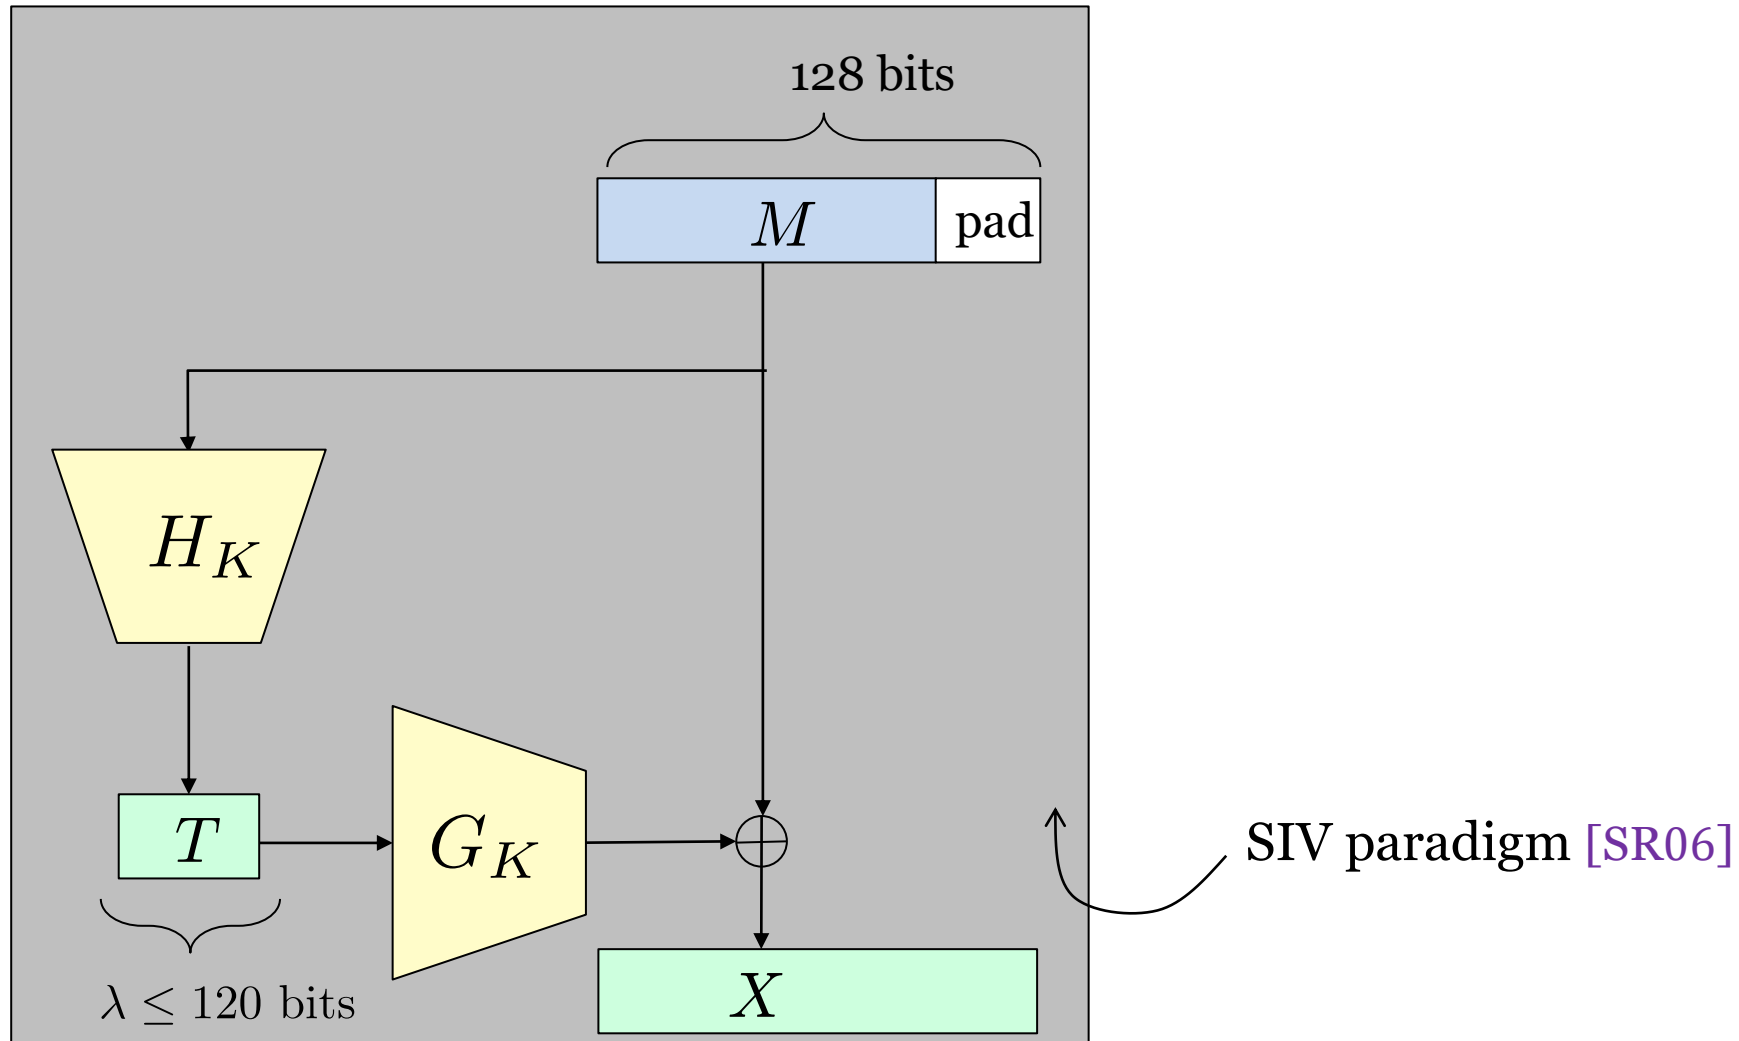 128 bits
M pad
H_K
T
G_K
SIV paradigm [SR06]
λ ≤ 120 bits
X